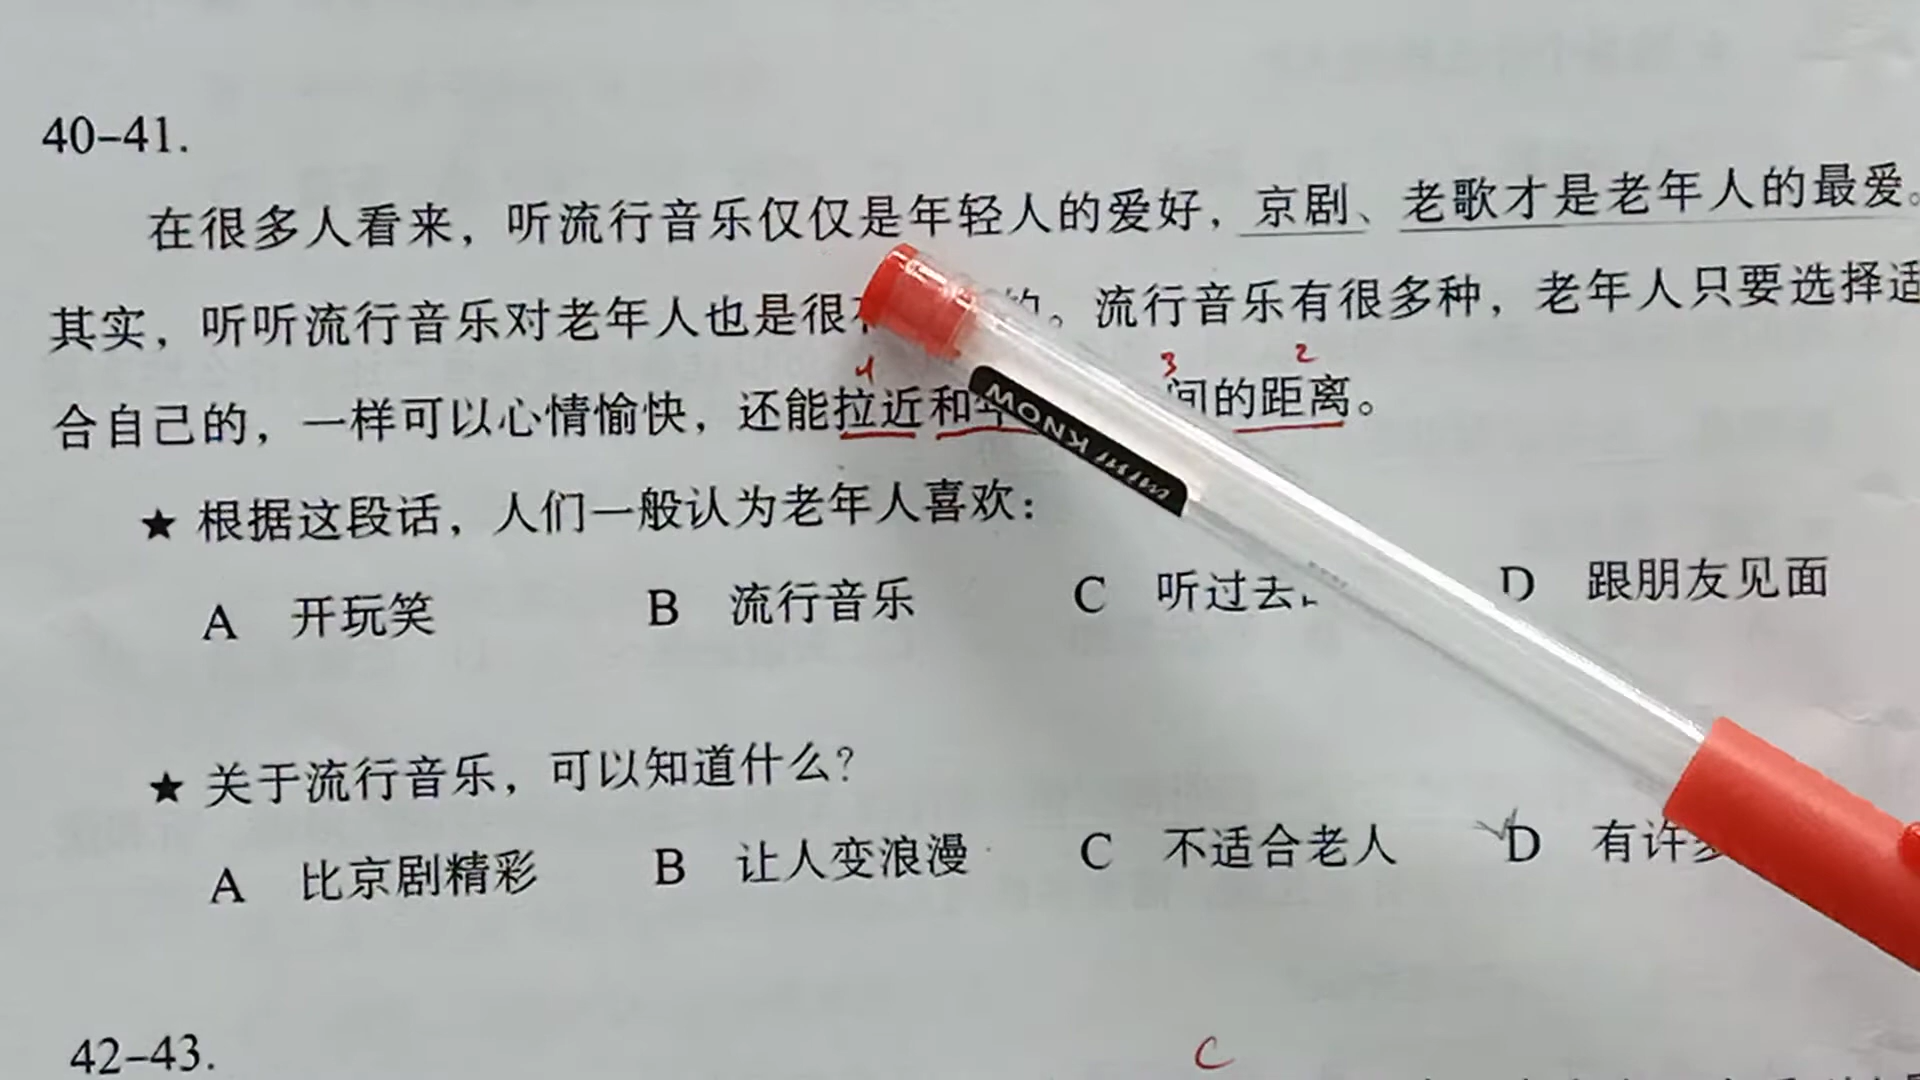 40-41.
在很多人看来，听流行音乐仅仅是年轻人的爱好，京剧、老歌才是老年人的最爱。
其实，听听流行音乐对老年人也是很 的。流行音乐有很多种，老年人只要选择适
4 3 2
合自己的，一样可以心情愉快，还能拉近和年 间的距离。
★ 根据这段话，人们一般认为老年人喜欢：
A 开玩笑 B 流行音乐 C 听过去 D 跟朋友见面
★ 关于流行音乐，可以知道什么？
A 比京剧精彩 B 让人变浪漫 C 不适合老人 D 有许多
42-43.
C
KNOW